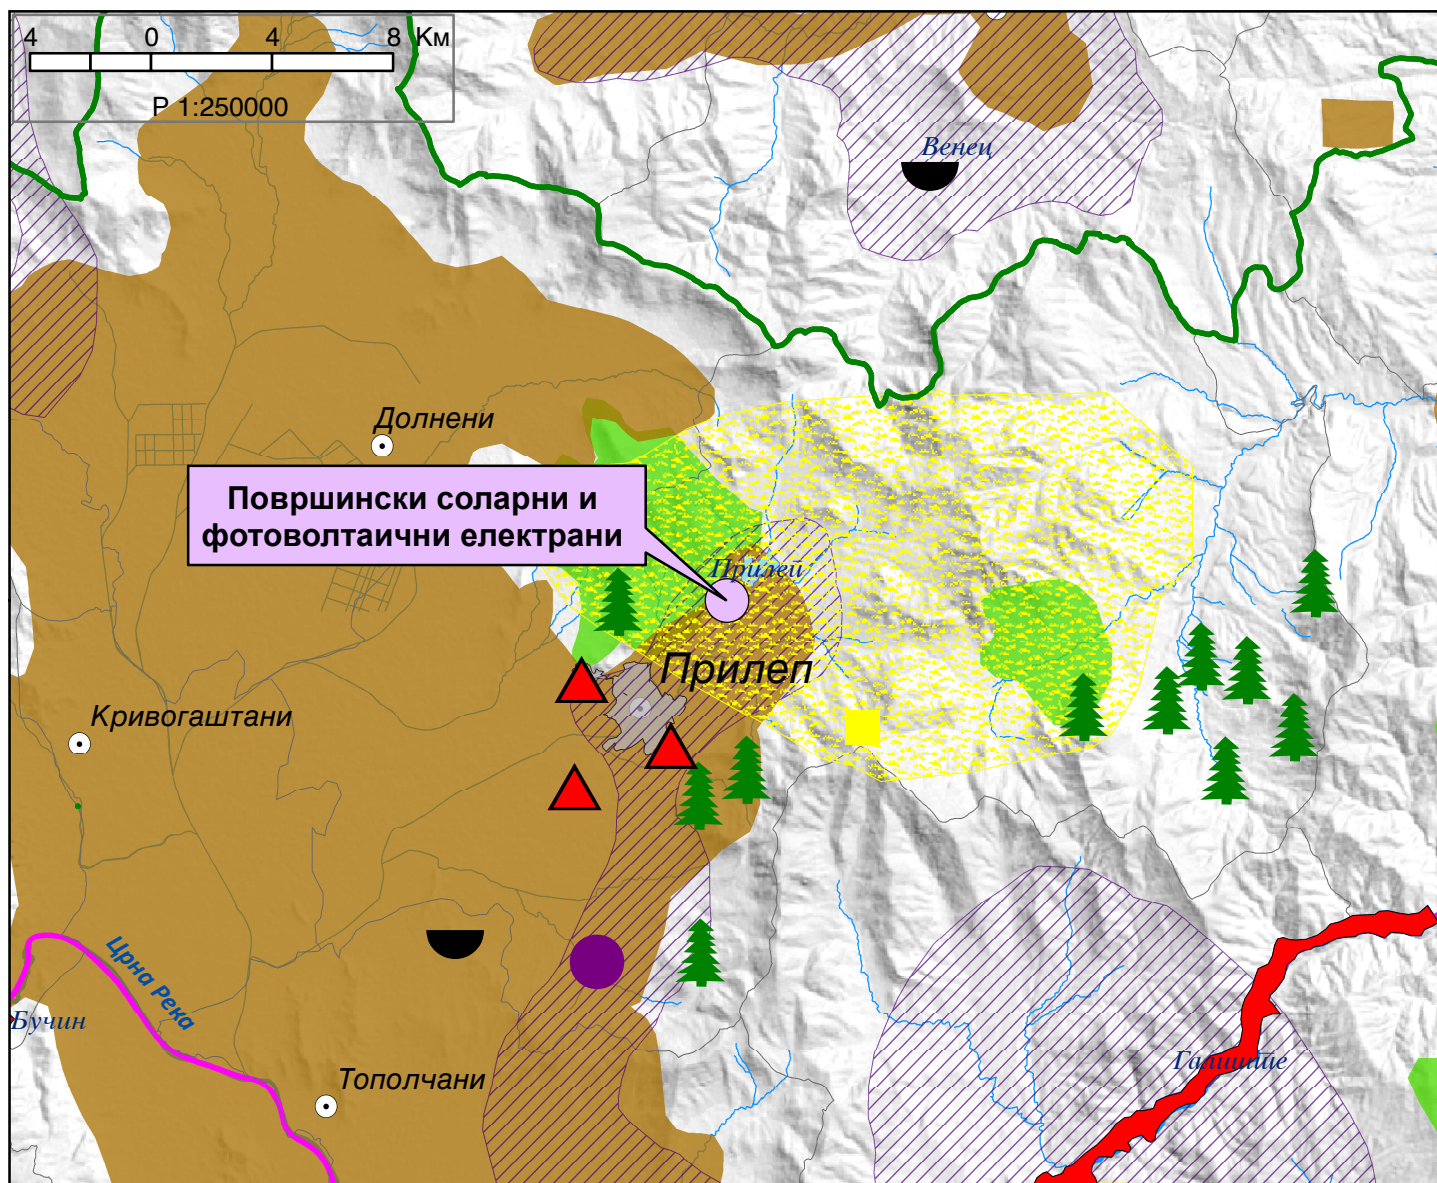 4 0 4 8 Км
Р 1:250000
Венец
Долнени
Површински соларни и
фотоволтаични електрани
Прилеп
Прилеп
Кривогаштани
Црна Река
Бучин
Галиште
Тополчани